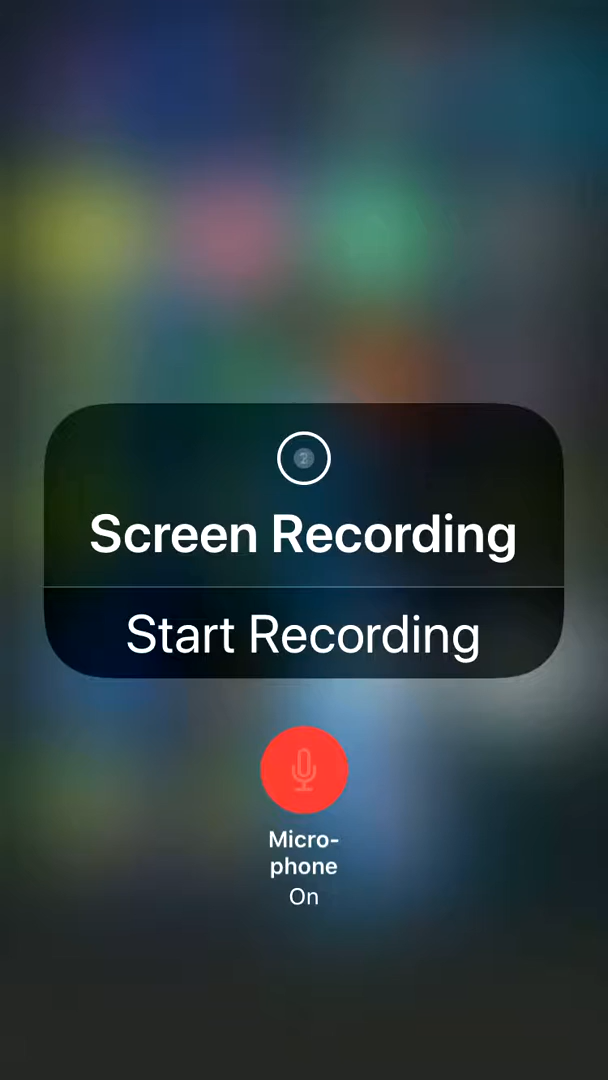 Screen Recording
Start Recording
Micro-
phone
On